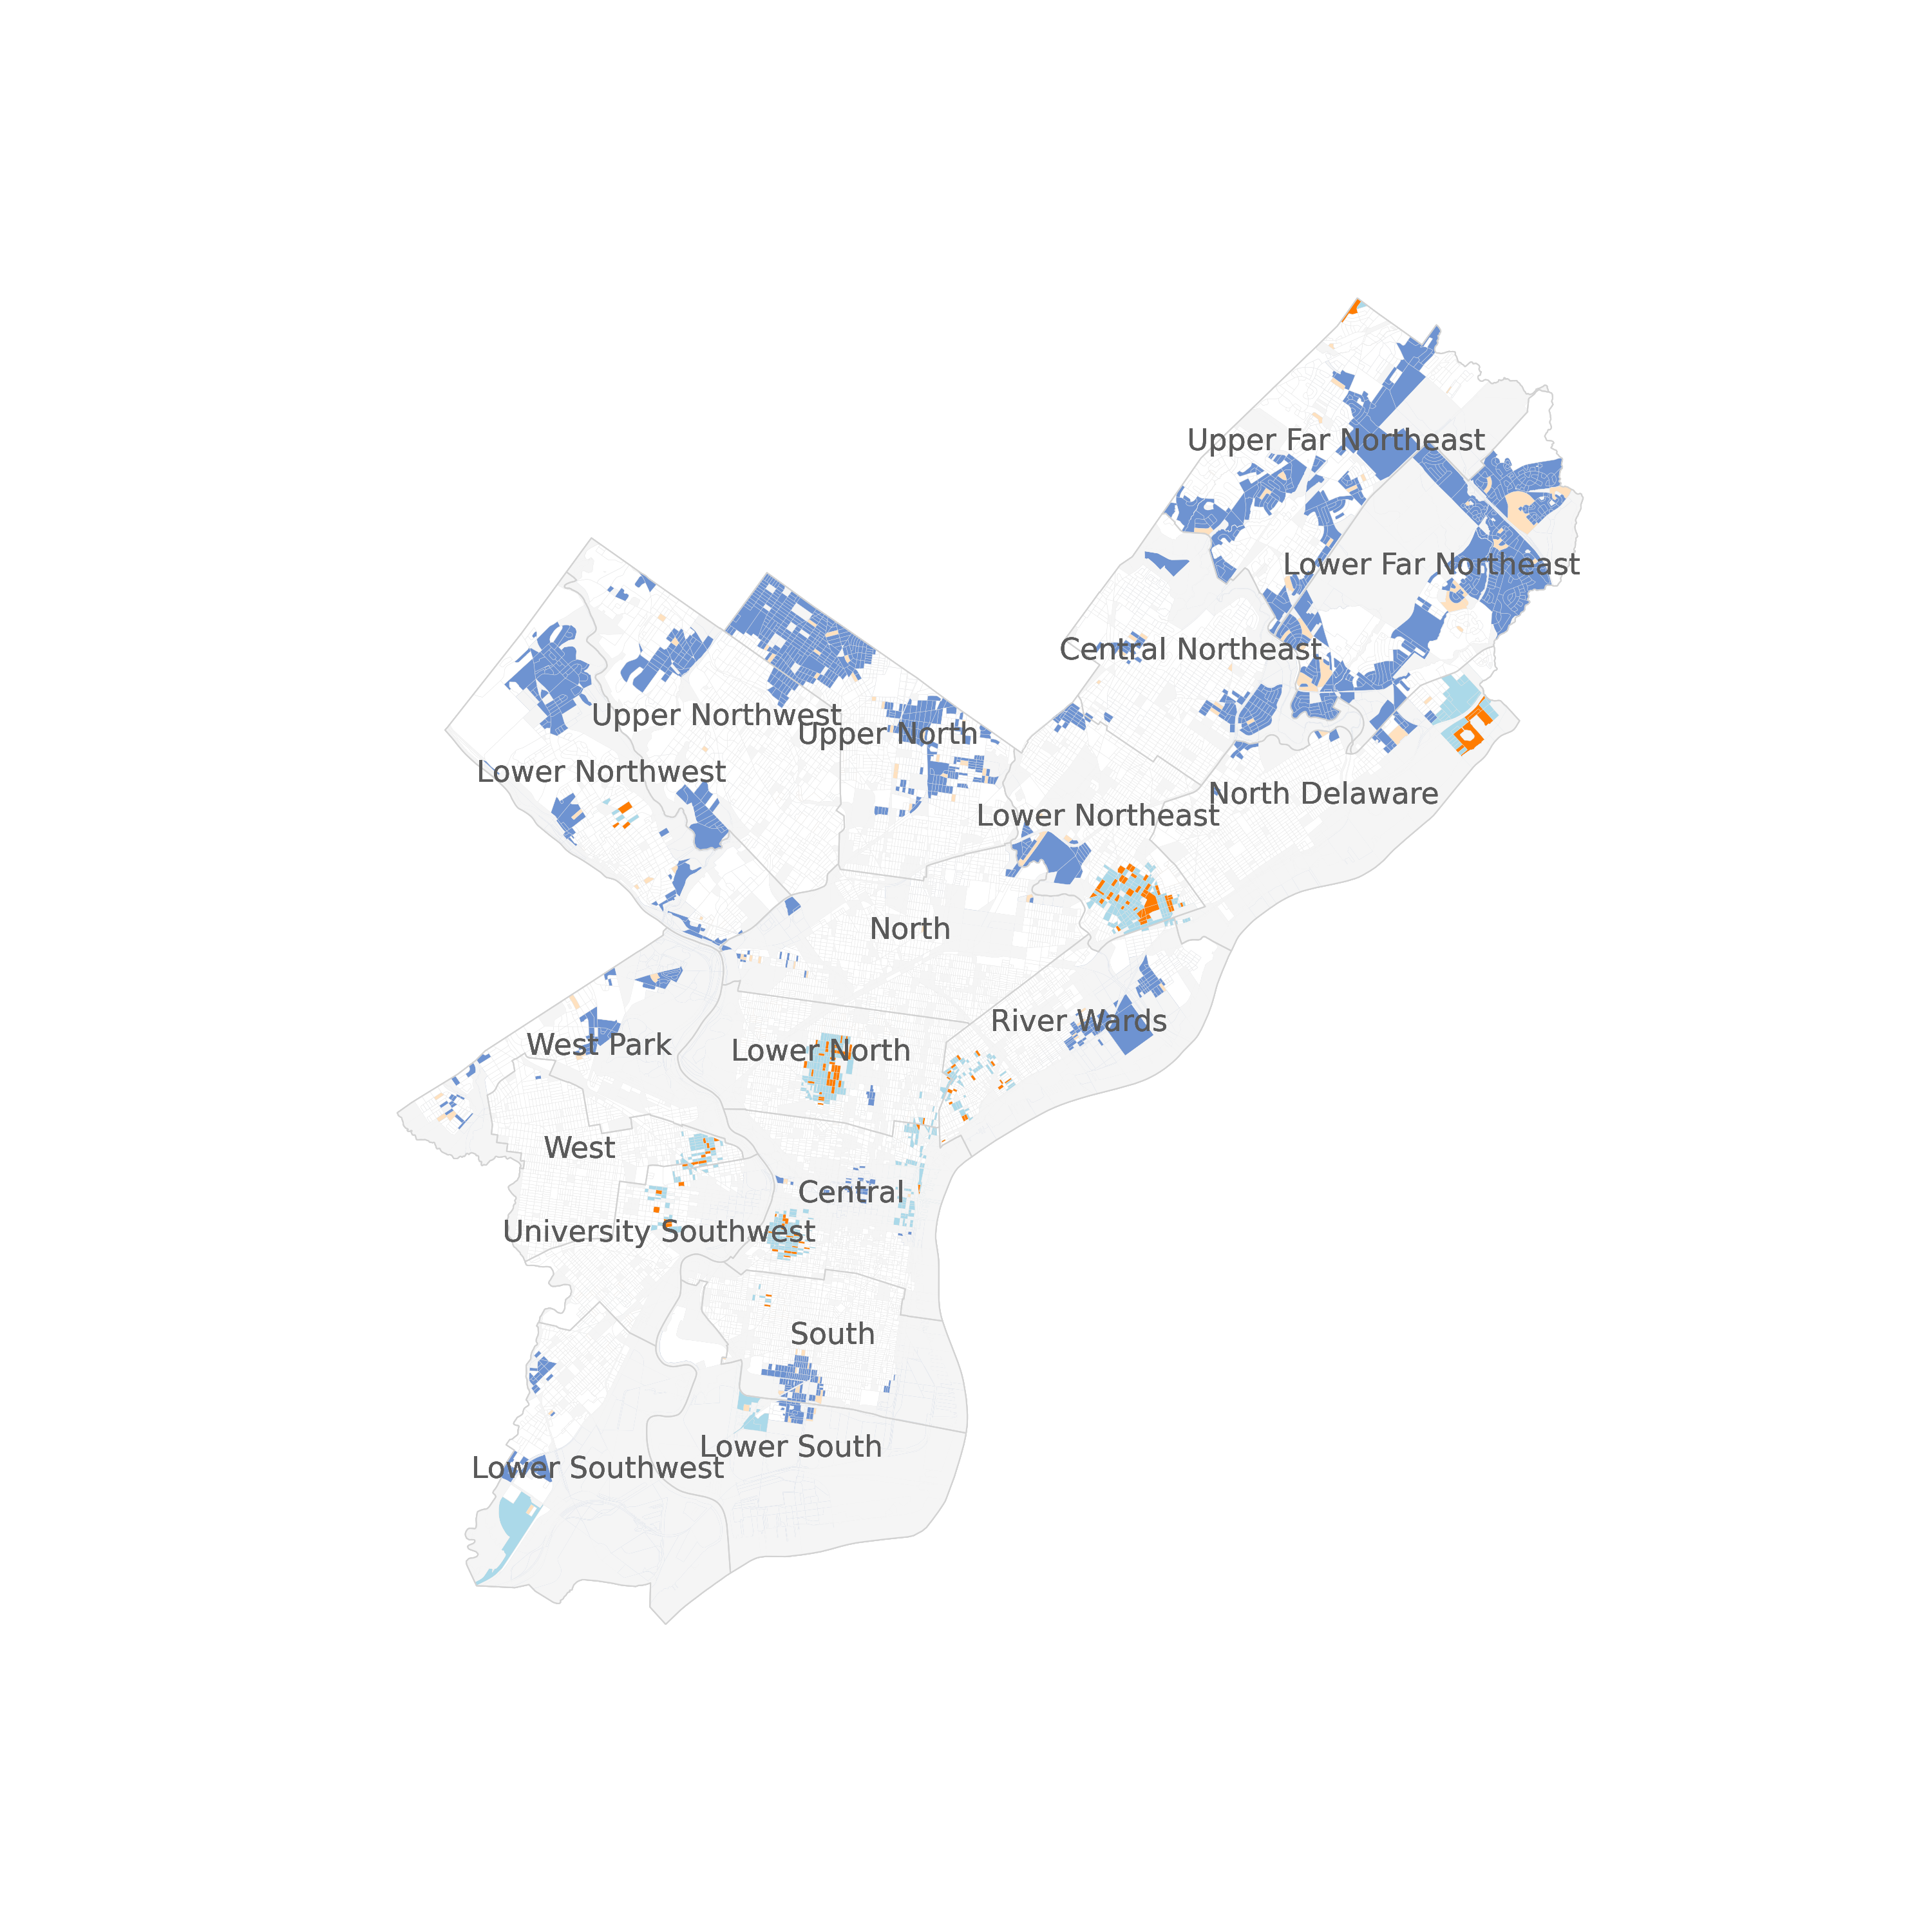 Upper Far Northeast
Lower Far Northeast
Central Northeast
Upper Northwest
Upper North
Lower Northwest
North Delaware
Lower Northeast
North
River Wards
West Park
Lower North
West
Central
University Southwest
South
Lower South
Lower Southwest